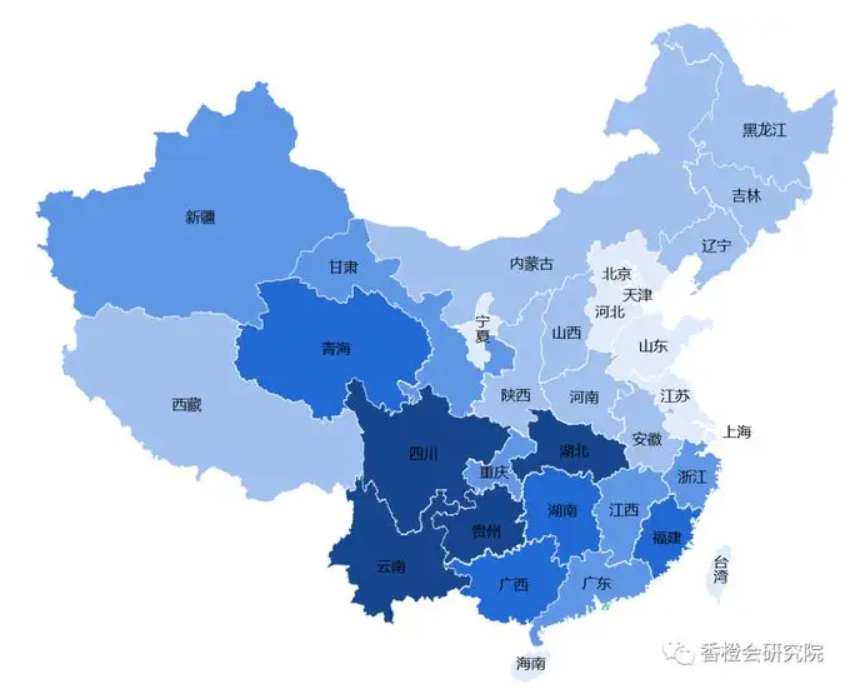 黑龙江
吉林
辽宁
新疆
甘肃
内蒙古
北京
天津
河北
宁夏
山西
山东
青海
西藏
陕西
河南
江苏
安徽
上海
四川
重庆
湖北
浙江
湖南
江西
贵州
福建
云南
广西
广东
台湾
海南
香橙会研究院